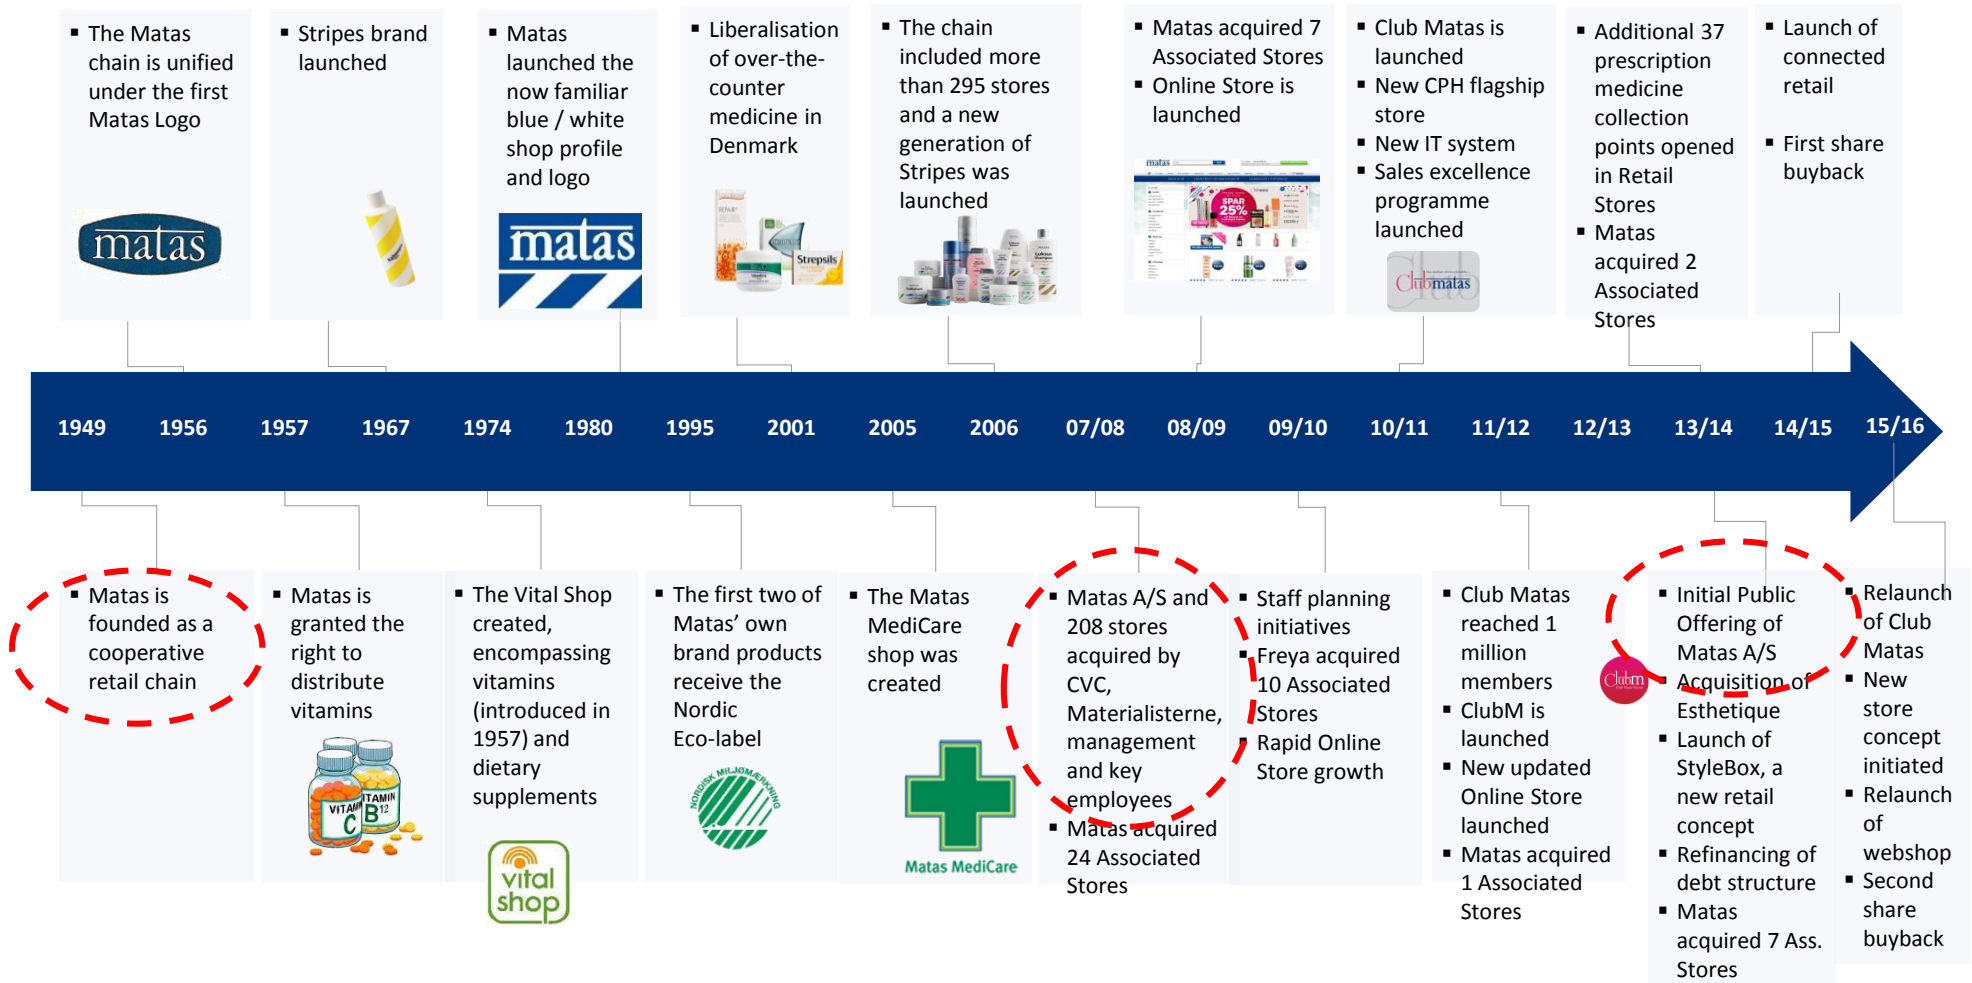 ▪ The Matas
chain is unified
under the first
Matas Logo
matas
▪ Stripes brand
launched
▪ Matas
launched the
now familiar
blue / white
shop profile
and logo
matas
▪ Liberalisation
of over-the-
counter
medicine in
Denmark
REPAIR
Strepsils
▪ The chain
included more
than 295 stores
and a new
generation of
Stripes was
launched
▪ Matas acquired 7
Associated Stores
▪ Online Store is
launched
matas
SPAR
25%
▪ Club Matas is
launched
▪ New CPH flagship
store
▪ New IT system
▪ Sales excellence
programme
launched
Clubmatas
▪ Additional 37
prescription
medicine
collection
points opened
in Retail
Stores
▪ Matas
acquired 2
Associated
Stores
▪ Launch of
connected
retail
▪ First share
buyback
1949 1956 1957 1967 1974 1980 1995 2001 2005 2006 07/08 08/09 09/10 10/11 11/12 12/13 13/14 14/15 15/16
▪ Matas is
founded as a
cooperative
retail chain
▪ Matas is
granted the
right to
distribute
vitamins
VITAMIN
C
VITAMIN
B12
▪ The Vital Shop
created,
encompassing
vitamins
(introduced in
1957) and
dietary
supplements
vital
shop
▪ The first two of
Matas’ own
brand products
receive the
Nordic
Eco-label
NORDISK MILJØMÆRKNING
▪ The Matas
MediCare
shop was
created
Matas MediCare
▪ Matas A/S and
208 stores
acquired by
CVC,
Materialisterne,
management
and key
employees
▪ Matas acquired
24 Associated
Stores
▪ Staff planning
initiatives
▪ Freya acquired
10 Associated
Stores
▪ Rapid Online
Store growth
▪ Club Matas
reached 1
million
members
▪ ClubM is
launched
▪ New updated
Online Store
launched
▪ Matas acquired
1 Associated
Stores
Clubm
▪ Initial Public
Offering of
Matas A/S
▪ Acquisition of
Esthetique
▪ Launch of
StyleBox, a
new retail
concept
▪ Refinancing of
debt structure
▪ Matas
acquired 7 Ass.
Stores
▪ Relaunch
of Club
Matas
▪ New
store
concept
initiated
▪ Relaunch
of
webshop
▪ Second
share
buyback